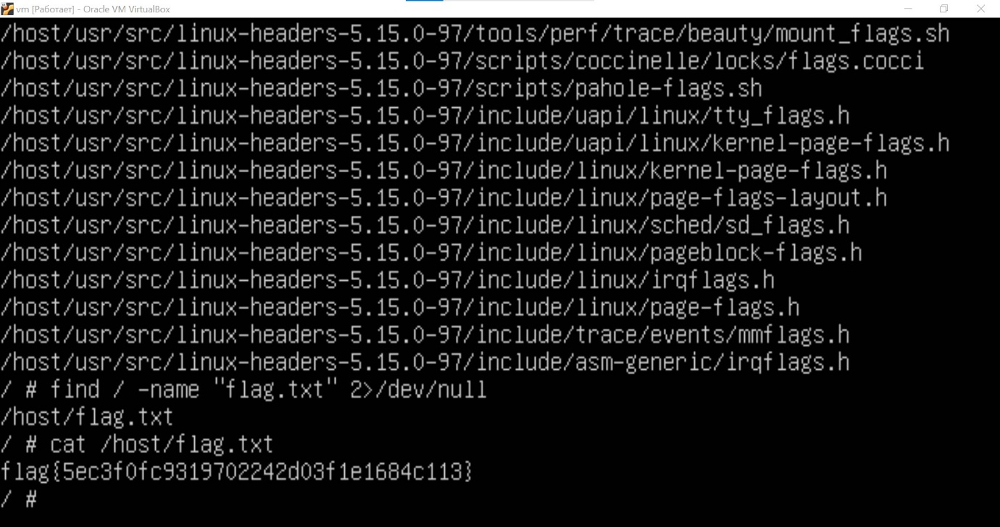 vm [Работает] - Oracle VM VirtualBox
/host/usr/src/linux-headers-5.15.0-97/tools/perf/trace/beauty/mount_flags.sh
/host/usr/src/linux-headers-5.15.0-97/scripts/coccinelle/locks/flags.cocci
/host/usr/src/linux-headers-5.15.0-97/scripts/pahole-flags.sh
/host/usr/src/linux-headers-5.15.0-97/include/uapi/linux/tty_flags.h
/host/usr/src/linux-headers-5.15.0-97/include/uapi/linux/kernel-page-flags.h
/host/usr/src/linux-headers-5.15.0-97/include/linux/kernel-page-flags.h
/host/usr/src/linux-headers-5.15.0-97/include/linux/page-flags-layout.h
/host/usr/src/linux-headers-5.15.0-97/include/linux/sched/sd_flags.h
/host/usr/src/linux-headers-5.15.0-97/include/linux/pageblock-flags.h
/host/usr/src/linux-headers-5.15.0-97/include/linux/irqflags.h
/host/usr/src/linux-headers-5.15.0-97/include/linux/page-flags.h
/host/usr/src/linux-headers-5.15.0-97/include/trace/events/mmflags.h
/host/usr/src/linux-headers-5.15.0-97/include/asm-generic/irqflags.h
/ # find / -name "flag.txt" 2>/dev/null
/host/flag.txt
/ # cat /host/flag.txt
flag{5ec3f0fc9319702242d03f1e1684c113}
/ #